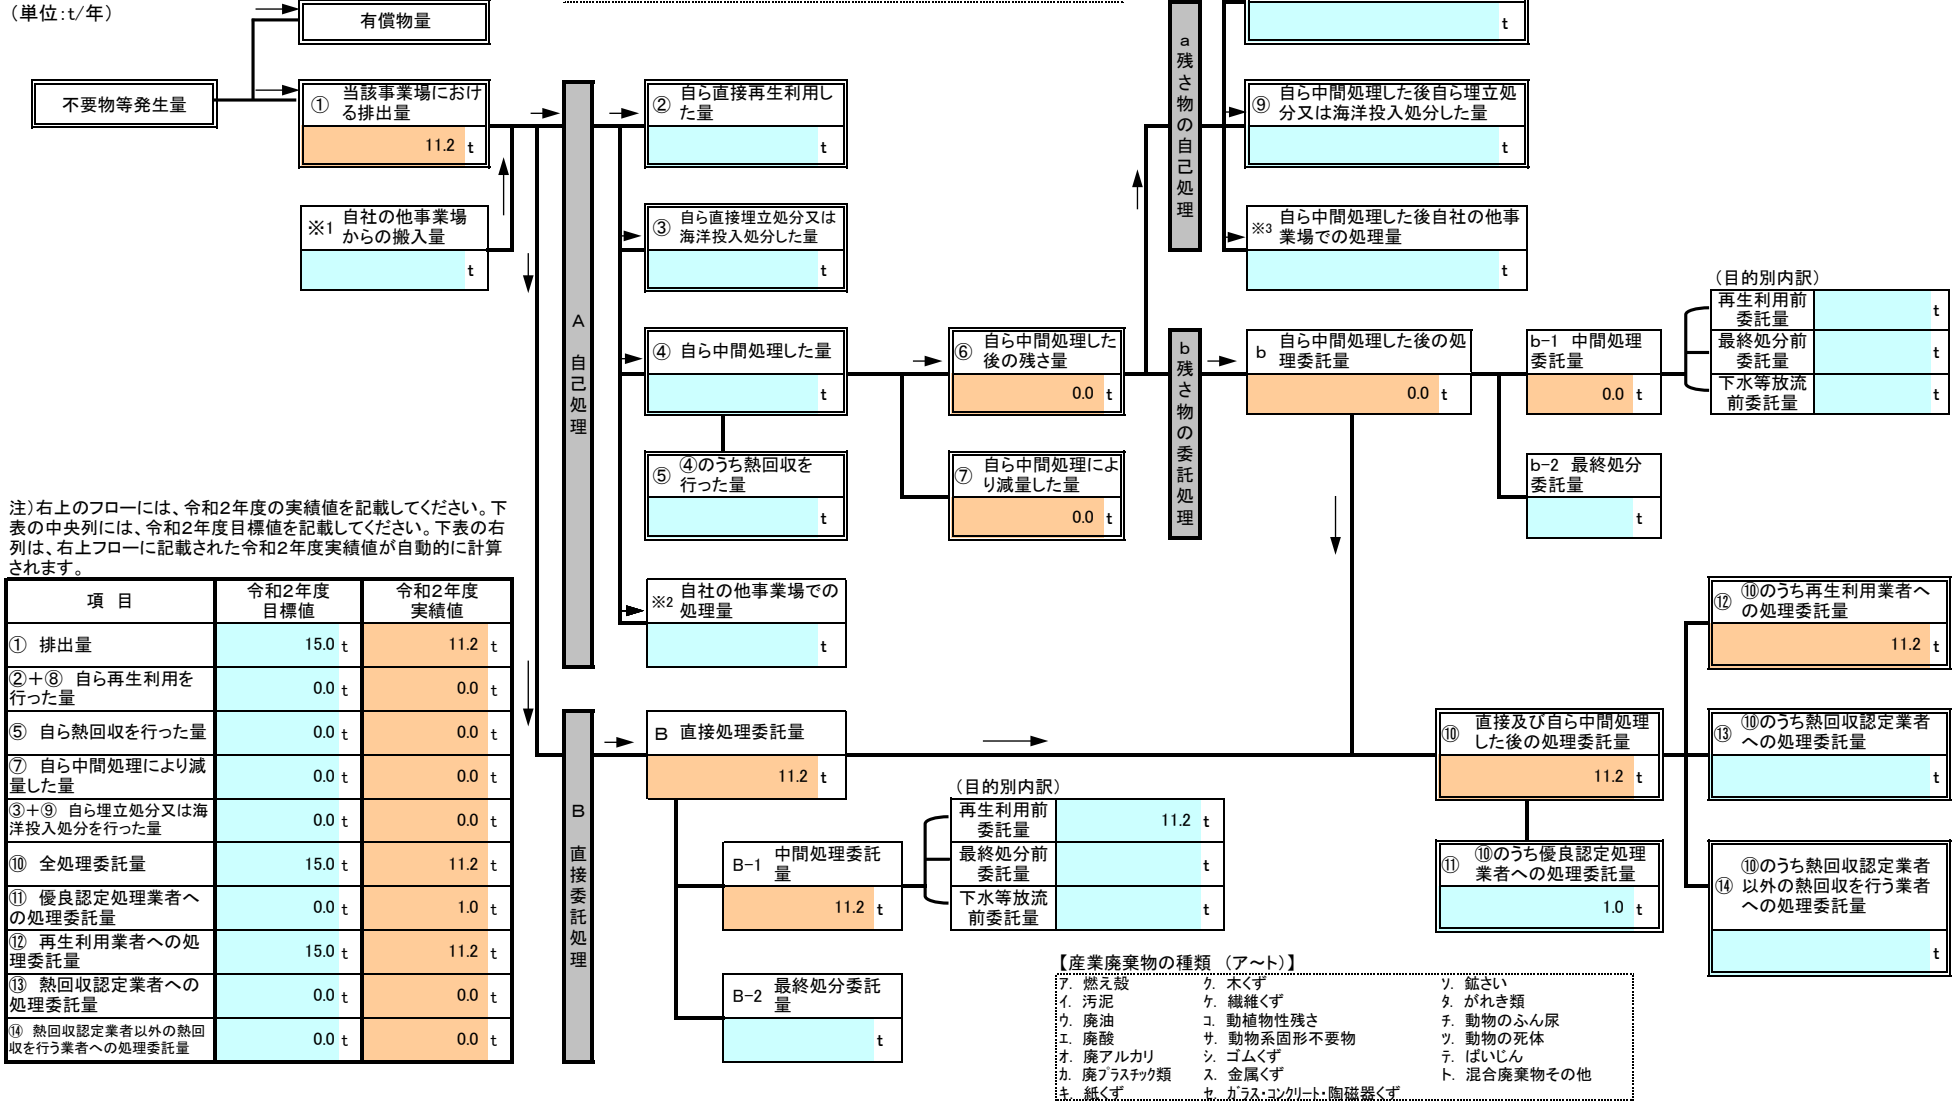 （単位:t/年）
有償物量
t
不要物等発生量
① 当該事業場におけ
る排出量
11.2 t
② 自ら直接再生利用し
た量
t
⑨ 自ら中間処理した後自ら埋立処
分又は海洋投入処分した量
t
a
残さ物の自己処理
※1 自社の他事業場
からの搬入量
t
③ 自ら直接埋立処分又は
海洋投入処分した量
t
※3 自ら中間処理した後自社の他事
業場での処理量
t
A 自己処理
④ 自ら中間処理した量
t
⑥ 自ら中間処理した
後の残さ量
0.0 t
b
残さ物の委託処理
b 自ら中間処理した後の処
理委託量
0.0 t
b-1 中間処理
委託量
0.0 t
（目的別内訳）
再生利用前
委託量
t
最終処分前
委託量
t
下水等放流
前委託量
t
⑤ ④のうち熱回収を
行った量
t
⑦ 自ら中間処理によ
り減量した量
0.0 t
b-2 最終処分
委託量
t
注）右上のフローには、令和2年度の実績値を記載してください。下
表の中央列には、令和2年度目標値を記載してください。下表の右
列は、右上フローに記載された令和2年度実績値が自動的に計算
されます。
項 目
令和2年度
目標値
令和2年度
実績値
① 排出量
15.0 t
11.2 t
②＋⑧ 自ら再生利用を
行った量
0.0 t
0.0 t
⑤ 自ら熱回収を行った量
0.0 t
0.0 t
⑦ 自ら中間処理により減
量した量
0.0 t
0.0 t
③＋⑨ 自ら埋立処分又は海
洋投入処分を行った量
0.0 t
0.0 t
⑩ 全処理委託量
15.0 t
11.2 t
⑪ 優良認定処理業者へ
の処理委託量
0.0 t
1.0 t
⑫ 再生利用業者への処
理委託量
15.0 t
11.2 t
⑬ 熱回収認定業者への
処理委託量
0.0 t
0.0 t
⑭ 熱回収認定業者以外の熱回
収を行う業者への処理委託量
0.0 t
0.0 t
※2 自社の他事業場での
処理量
t
B 直接委託処理
B 直接処理委託量
11.2 t
B-1 中間処理委託
量
11.2 t
B-2 最終処分委託
量
t
（目的別内訳）
再生利用前
委託量
11.2 t
最終処分前
委託量
t
下水等放流
前委託量
t
⑩ 直接及び自ら中間処理
した後の処理委託量
11.2 t
⑪ ⑩のうち優良認定処理
業者への処理委託量
1.0 t
⑫ ⑩のうち再生利用業者へ
の処理委託量
11.2 t
⑬ ⑩のうち熱回収認定業者
への処理委託量
t
⑭ ⑩のうち熱回収認定業者
以外の熱回収を行う業者
への処理委託量
t
【産業廃棄物の種類 （ア～ト）】
ア. 燃え殻
イ. 汚泥
ウ. 廃油
エ. 廃酸
オ. 廃アルカリ
カ. 廃プラスチック類
キ. 紙くず
ク. 木くず
ケ. 繊維くず
コ. 動植物性残さ
サ. 動物系固形不要物
シ. ゴムくず
ス. 金属くず
セ. ガラス・コンクリート・陶磁器くず
ソ. 鉱さい
タ. がれき類
チ. 動物のふん尿
ツ. 動物の死体
テ. ばいじん
ト. 混合廃棄物その他